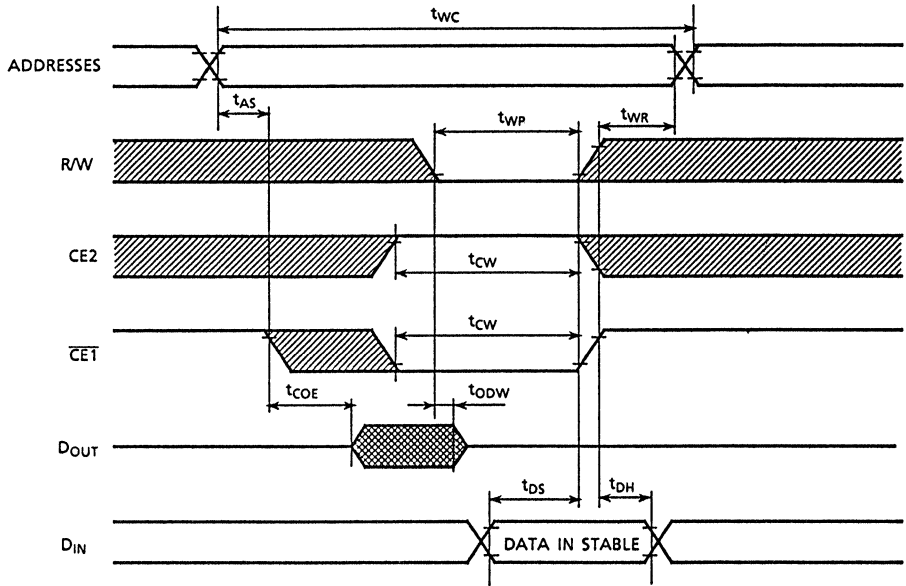 tWC
ADDRESSES
tAS
tWP
tWR
R/W
CE2
tCW
CE1
tCW
tCOE
tODW
DOUT
tDS
tDH
DIN
DATA IN STABLE